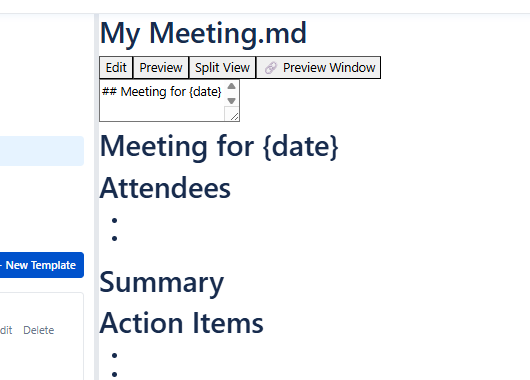 My Meeting.md
Edit Preview Split View 🔗 Preview Window
## Meeting for {date}
Meeting for {date}
Attendees
Summary
New Template
Action Items
Delete